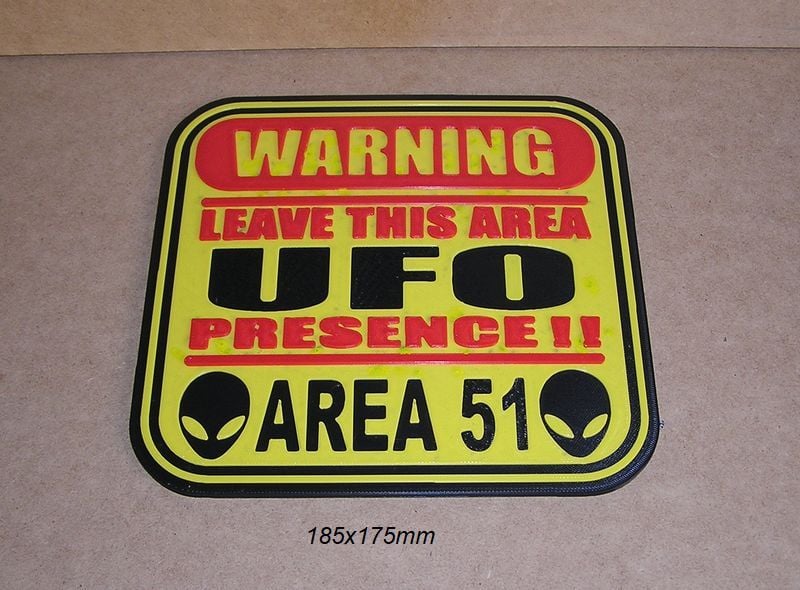 WARNING
LEAVE THIS AREA
UFO
PRESENCE!!
AREA 51
185x175mm